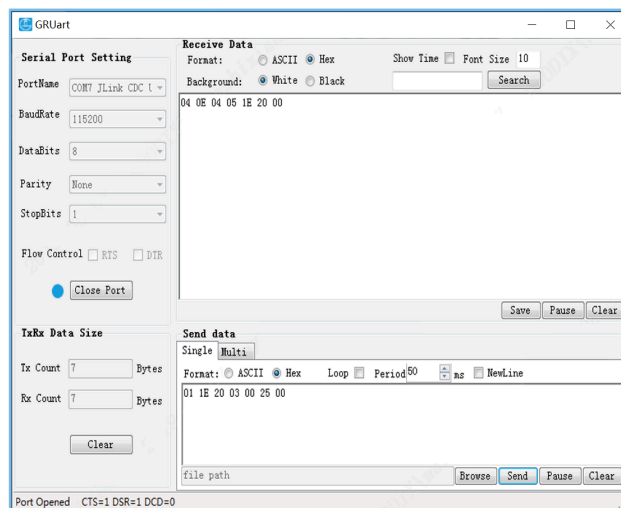 GRUart
Serial Port Setting
PortName COM7 JLink CDC U
BaudRate 115200
DataBits 8
Parity None
StopBits 1
Flow Control RTS DTR
Close Port
TxRx Data Size
Tx Count 7 Bytes
Rx Count 7 Bytes
Clear
Receive Data
Format: ASCII Hex Show Time Font Size 10
Background: White Black Search
04 0E 04 05 1E 20 00
Save Pause Clear
Send data
Single Multi
Format: ASCII Hex Loop Period 50 ms NewLine
01 1E 20 03 00 25 00
file path Browse Send Pause Clear
Port Opened CTS=1 DSR=1 DCD=0